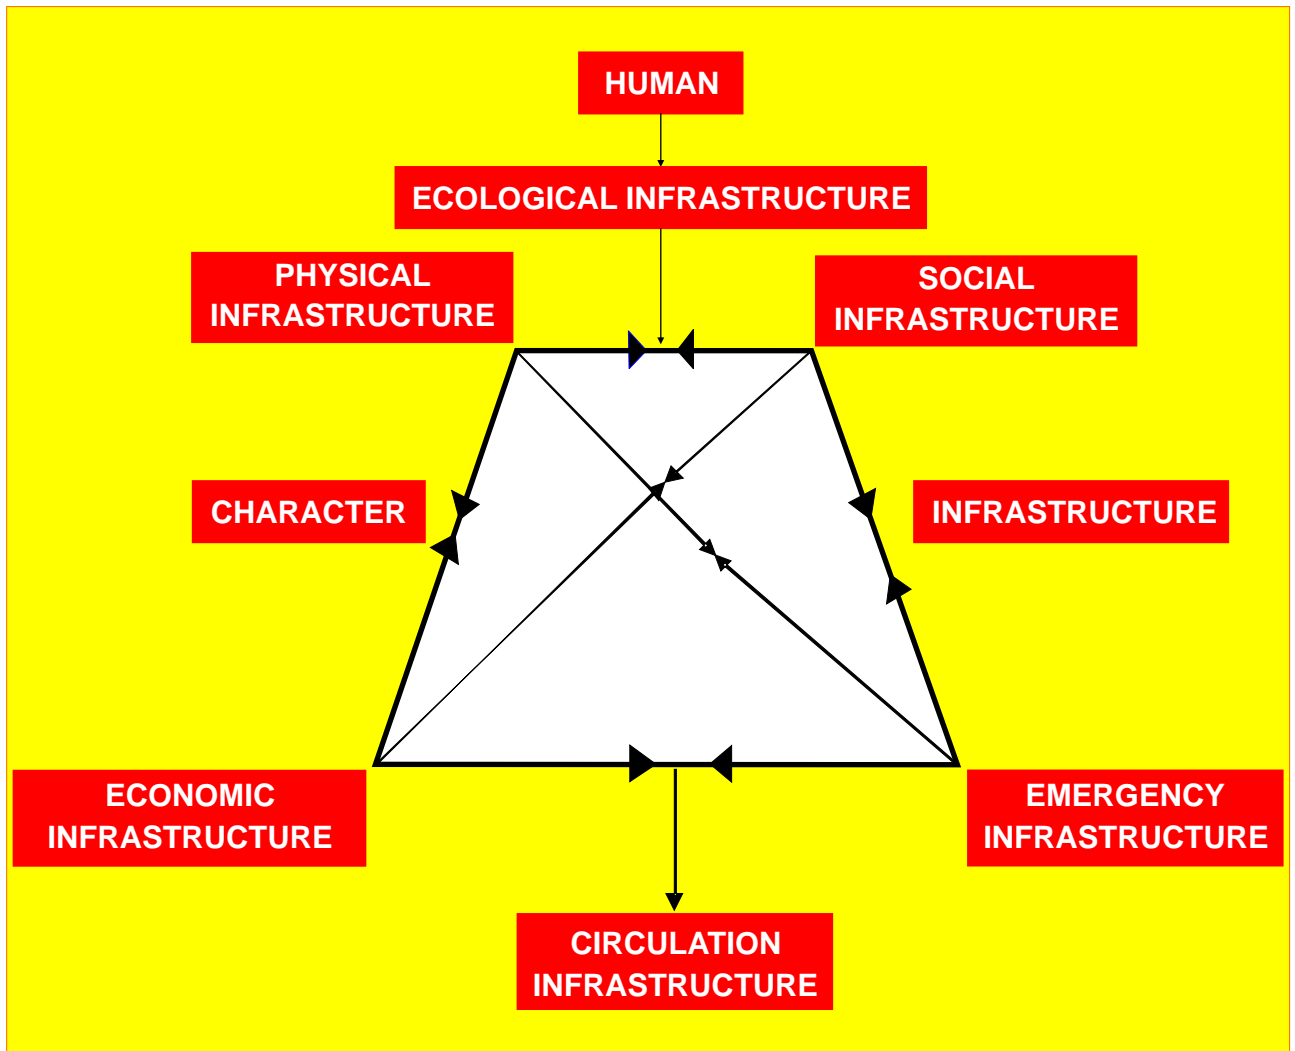 HUMAN
ECOLOGICAL INFRASTRUCTURE
PHYSICAL
INFRASTRUCTURE
SOCIAL
INFRASTRUCTURE
CHARACTER
INFRASTRUCTURE
ECONOMIC
INFRASTRUCTURE
EMERGENCY
INFRASTRUCTURE
CIRCULATION
INFRASTRUCTURE